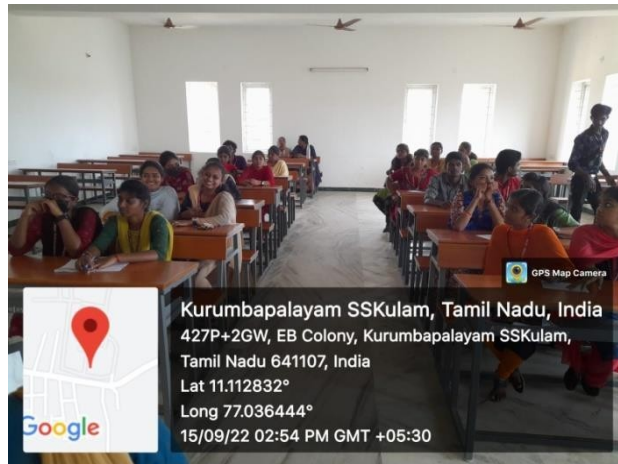 GPS Map Camera
Kurumbapalayam SSKulam, Tamil Nadu, India
427P+2GW, EB Colony, Kurumbapalayam SSKulam,
Tamil Nadu 641107, India
Lat 11.112832°
Long 77.036444°
15/09/22 02:54 PM GMT +05:30
Google